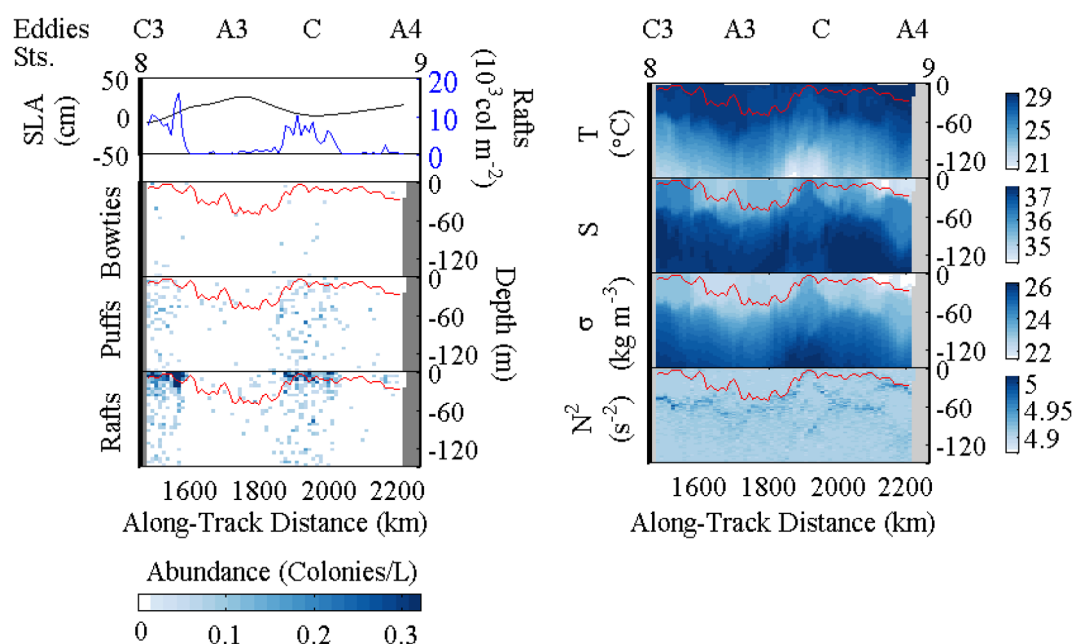 Eddies C3 A3 C A4 C3 A3 C A4
Sts. 8 9 8 9
SLA (cm)
50
0
-50
20
10
0
Rafts (10³ col m⁻²)
Bowties
0
-60
-120
Puffs
0
-60
-120
Rafts
0
-60
-120
Depth (m)
1600 1800 2000 2200
Along-Track Distance (km)
Abundance (Colonies/L)
0 0.1 0.2 0.3
T (°C)
0
-60
-120
29
25
21
S
0
-60
-120
37
36
35
σ (kg m⁻³)
0
-60
-120
26
24
22
N² (s⁻²)
0
-60
-120
5
4.95
4.9
1600 1800 2000 2200
Along-Track Distance (km)